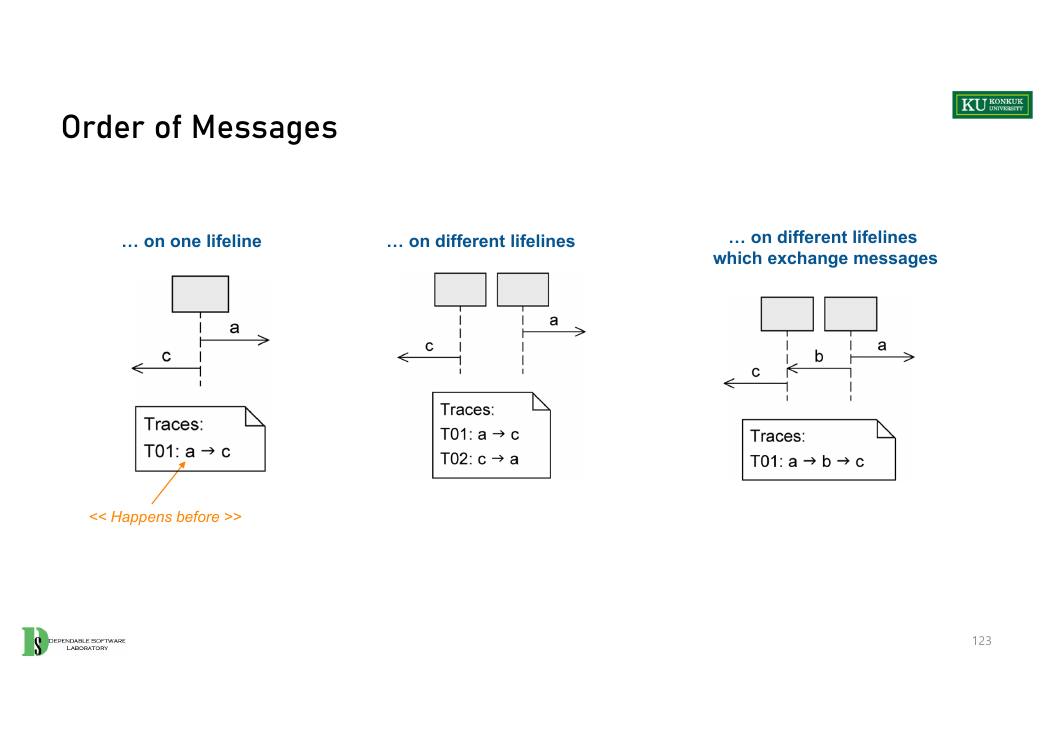 KU KONKUK
UNIVERSITY
Order of Messages
… on one lifeline
a
c
Traces:
T01: a → c
<< Happens before >>
… on different lifelines
a
c
Traces:
T01: a → c
T02: c → a
… on different lifelines
which exchange messages
a
b
c
Traces:
T01: a → b → c
DS DEPENDABLE SOFTWARE
LABORATORY
123